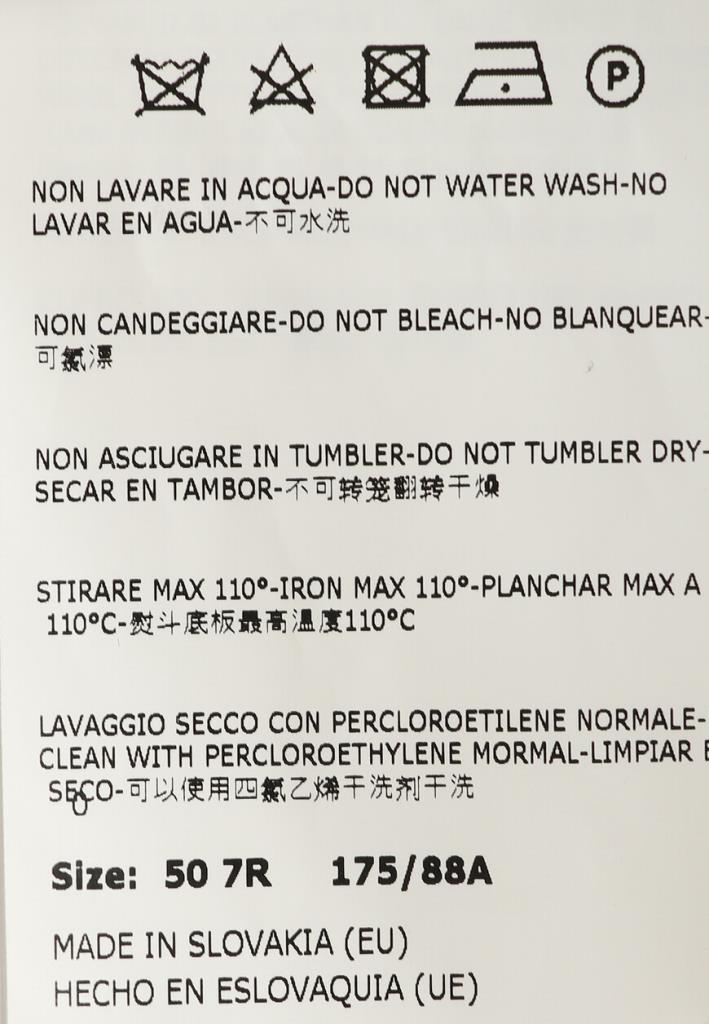 P
NON LAVARE IN ACQUA-DO NOT WATER WASH-NO
LAVAR EN AGUA-不可水洗
NON CANDEGGIARE-DO NOT BLEACH-NO BLANQUEAR-
可氯漂
NON ASCIUGARE IN TUMBLER-DO NOT TUMBLER DRY-
SECAR EN TAMBOR-不可转笼翻转干燥
STIRARE MAX 110°-IRON MAX 110°-PLANCHAR MAX A
110°C-熨斗底板最高温度110°C
LAVAGGIO SECCO CON PERCLOROETILENE NORMALE-
CLEAN WITH PERCLOROETHYLENE MORMAL-LIMPIAR E
SECO-可以使用四氯乙烯干洗剂干洗
Size: 50 7R 175/88A
MADE IN SLOVAKIA (EU)
HECHO EN ESLOVAQUIA (UE)